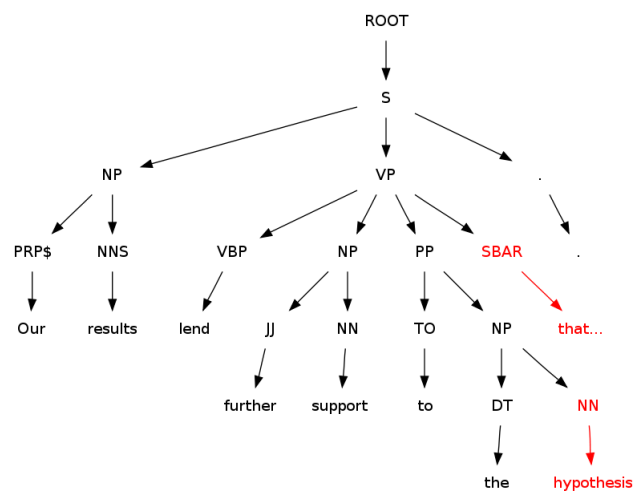 ROOT
S
NP VP .
PRP$ NNS VBP NP PP SBAR .
Our results lend JJ NN TO NP that...
further support to DT NN
the hypothesis